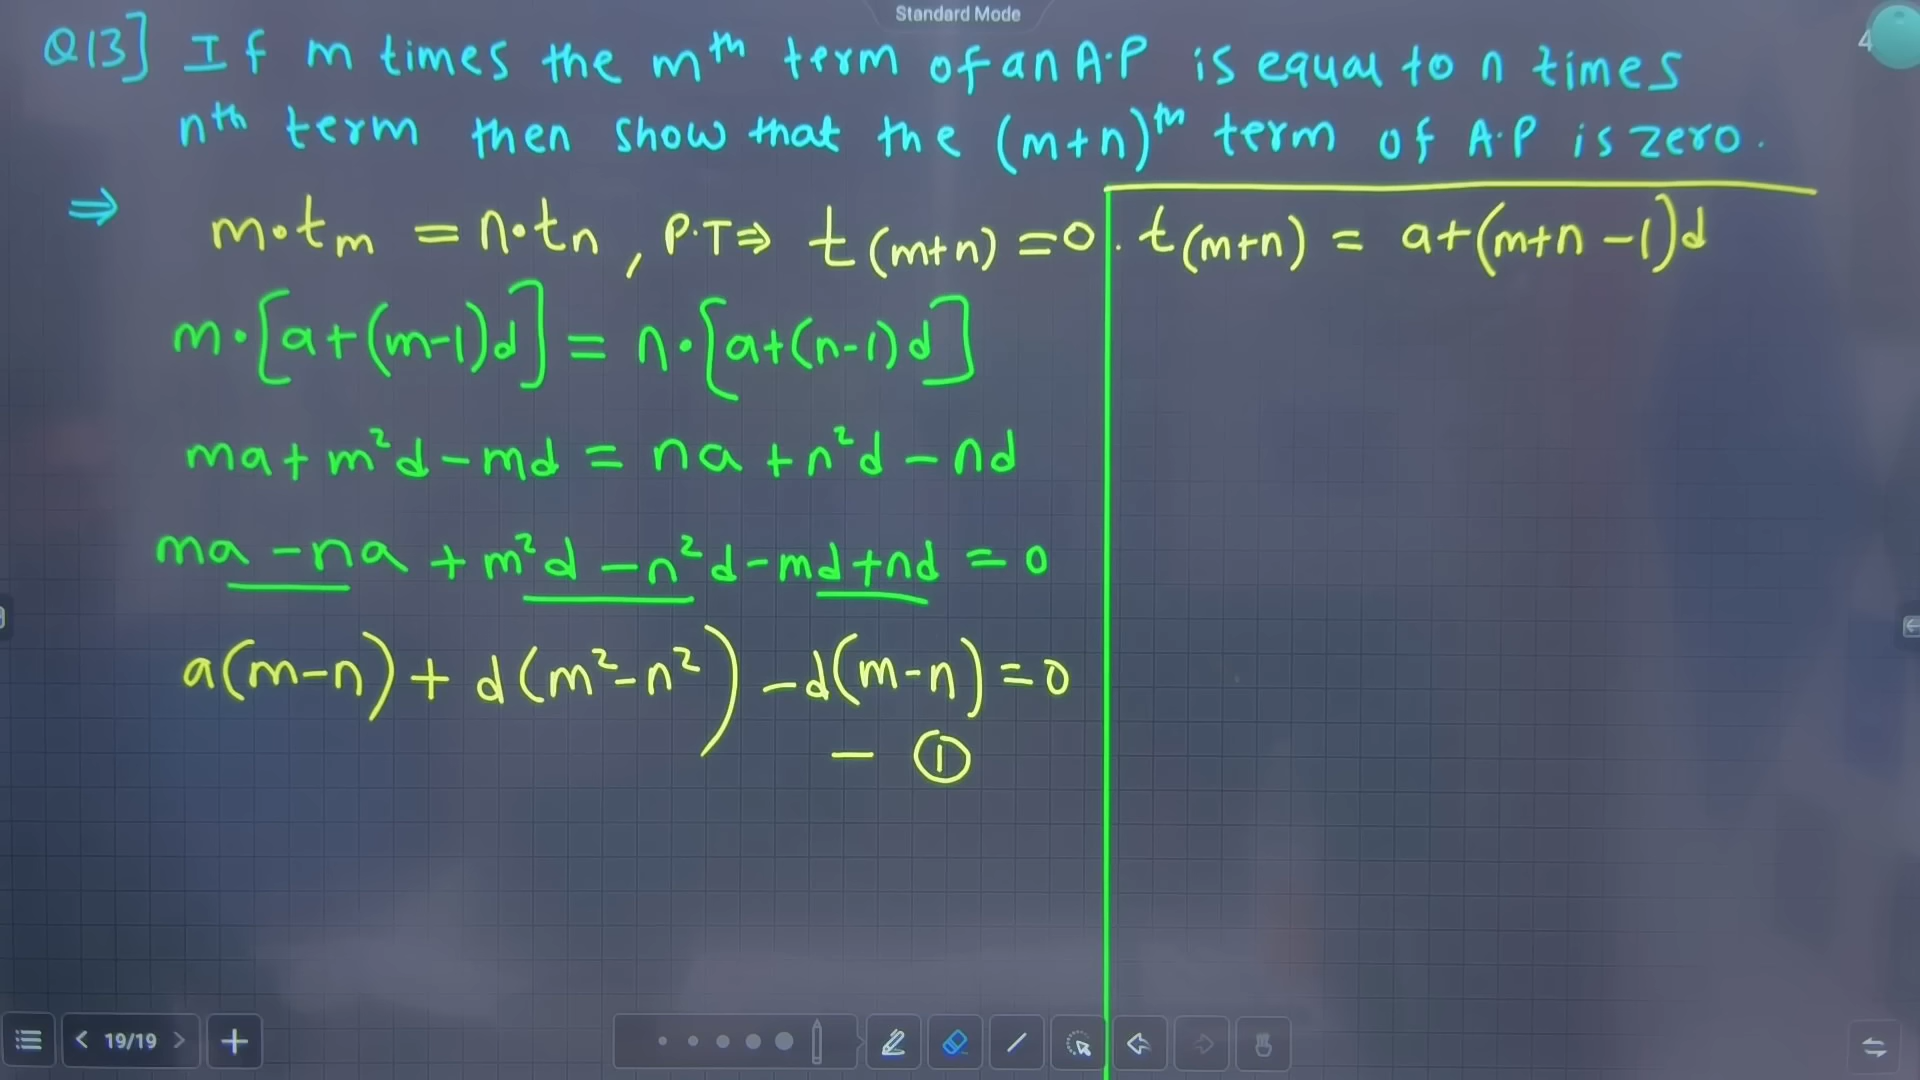 Standard Mode
4
Q13] If m times the mᵗʰ term of an A.P is equal to n times
nᵗʰ term then show that the (m+n)ᵗʰ term of A.P is zero.
⇒ m·tₘ = n·tₙ, P.T ⇒ t(m+n) = 0.
m·[a+(m-1)d] = n·[a+(n-1)d]
ma+m²d-md = na+n²d-nd
ma-na+m²d-n²d-md+nd = 0
a(m-n)+d(m²-n²)-d(m-n)=0
- ①
t(m+n) = a+(m+n-1)d
19/19